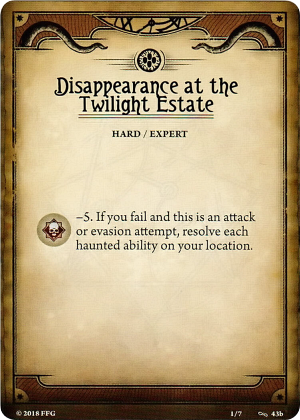 Disappearance at the
Twilight Estate
HARD / EXPERT
–5. If you fail and this is an attack
or evasion attempt, resolve each
haunted ability on your location.
© 2018 FFG 1/7 43b